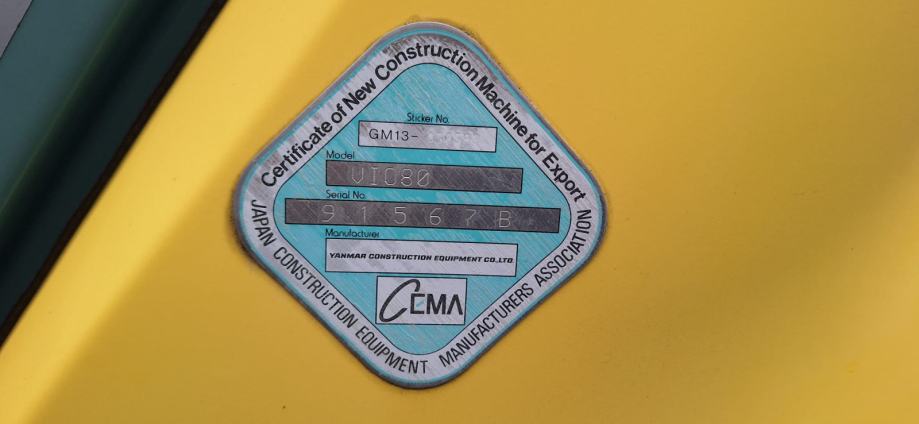 Certificate of New Construction Machine for Export
Sticker No.
GM13-
Model
VIO80
Serial No.
91567B
Manufacturer
YANMAR CONSTRUCTION EQUIPMENT CO.,LTD.
CEMA
JAPAN CONSTRUCTION EQUIPMENT MANUFACTURERS ASSOCIATION